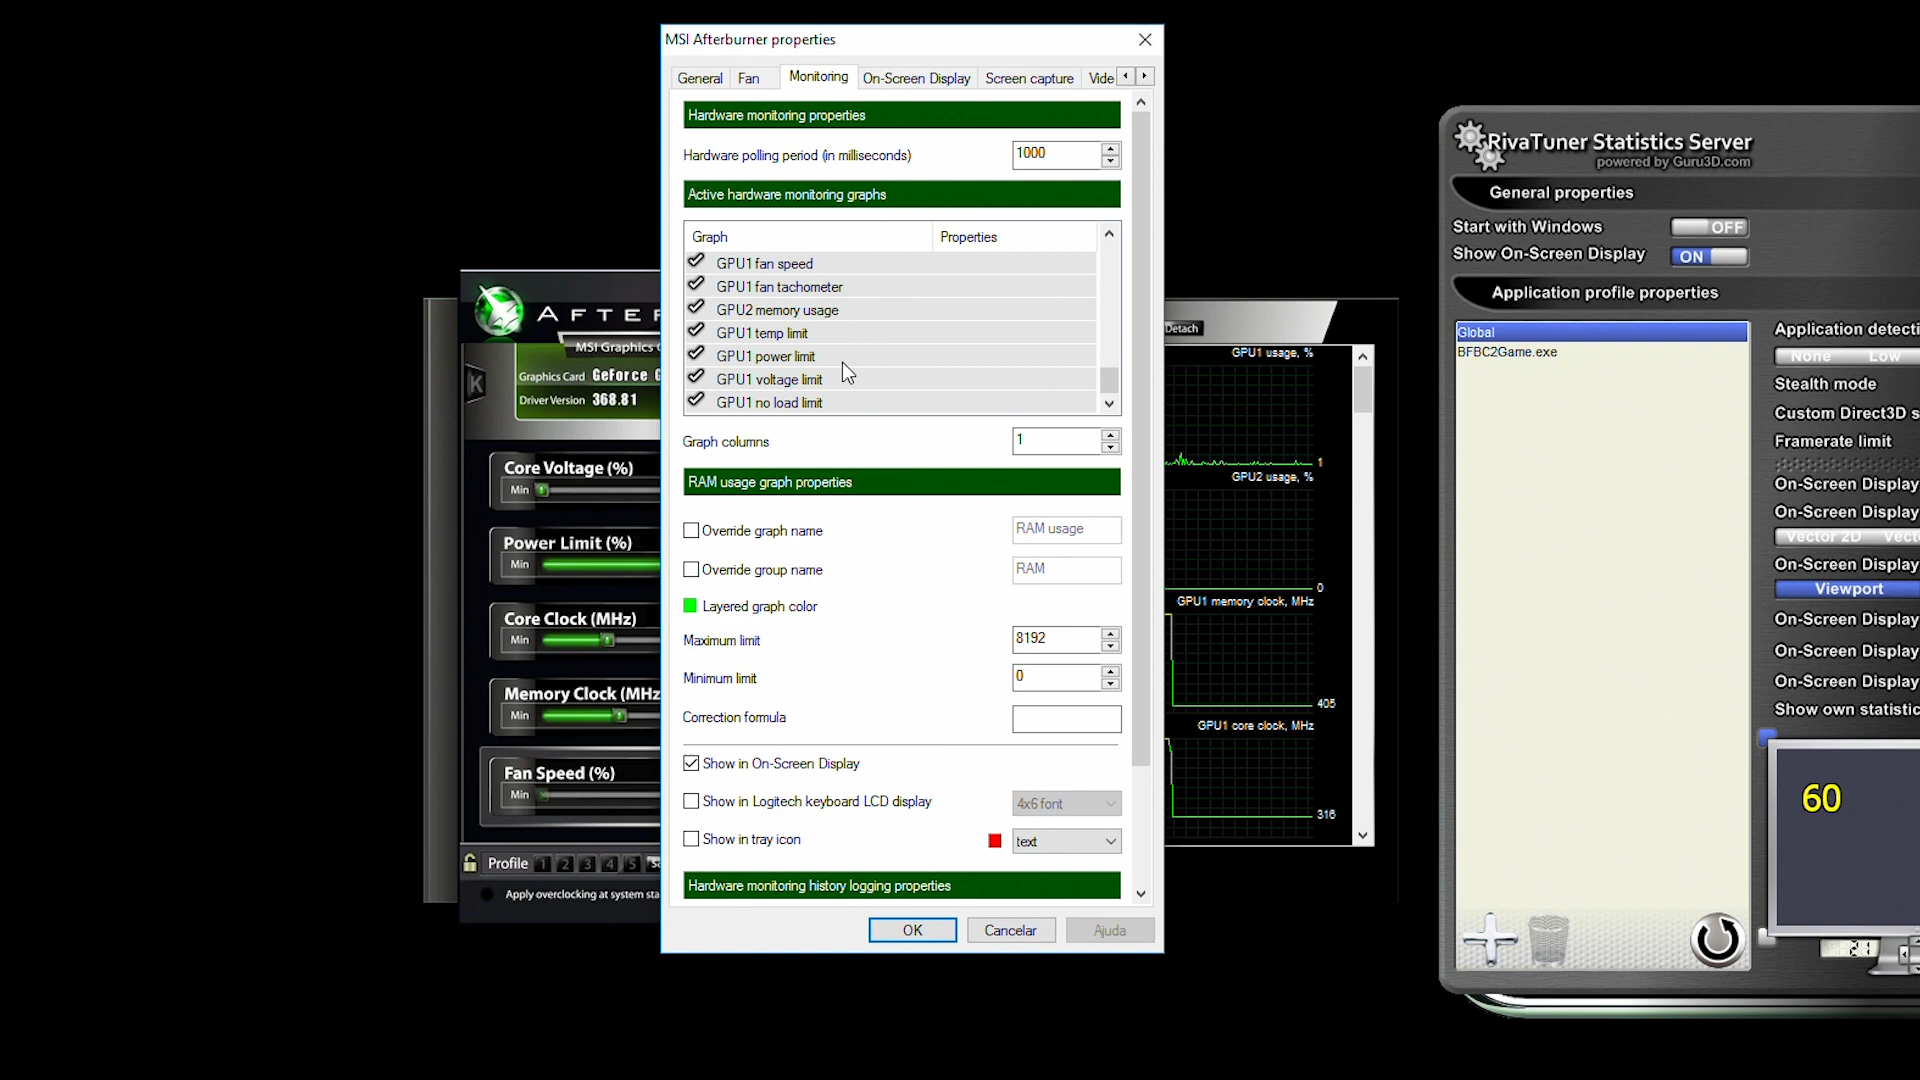 MSI Afterburner properties
General Fan Monitoring On-Screen Display Screen capture Vide
Hardware monitoring properties
Hardware polling period (in milliseconds) 1000
Active hardware monitoring graphs
Graph Properties
GPU1 fan speed
GPU1 fan tachometer
GPU2 memory usage
GPU1 temp limit
GPU1 power limit
GPU1 voltage limit
GPU1 no load limit
Graph columns 1
RAM usage graph properties
Override graph name RAM usage
Override group name RAM
Layered graph color
Maximum limit 8192
Minimum limit 0
Correction formula
Show in On-Screen Display
Show in Logitech keyboard LCD display 4x6 font
Show in tray icon text
Hardware monitoring history logging properties
OK Cancelar Ajuda
AFTER
MSI Graphics
K
Graphics Card GeForce G
Driver Version 368.81
Core Voltage (%)
Min
Power Limit (%)
Min
Core Clock (MHz)
Min
Memory Clock (MHz
Min
Fan Speed (%)
Min
Profile 1 2 3 4 5
Apply overclocking at system sta
Detach
GPU1 usage, %
1
GPU2 usage, %
0
GPU1 memory clock, MHz
405
GPU1 core clock, MHz
316
RivaTuner Statistics Server
powered by Guru3D.com
General properties
Start with Windows OFF
Show On-Screen Display ON
Application profile properties
Global
BFBC2Game.exe
Application detecti
None Low
Stealth mode
Custom Direct3D s
Framerate limit
On-Screen Display
On-Screen Display
Vector 2D Vect
On-Screen Display
Viewport
On-Screen Display
On-Screen Display
On-Screen Display
Show own statistic
60